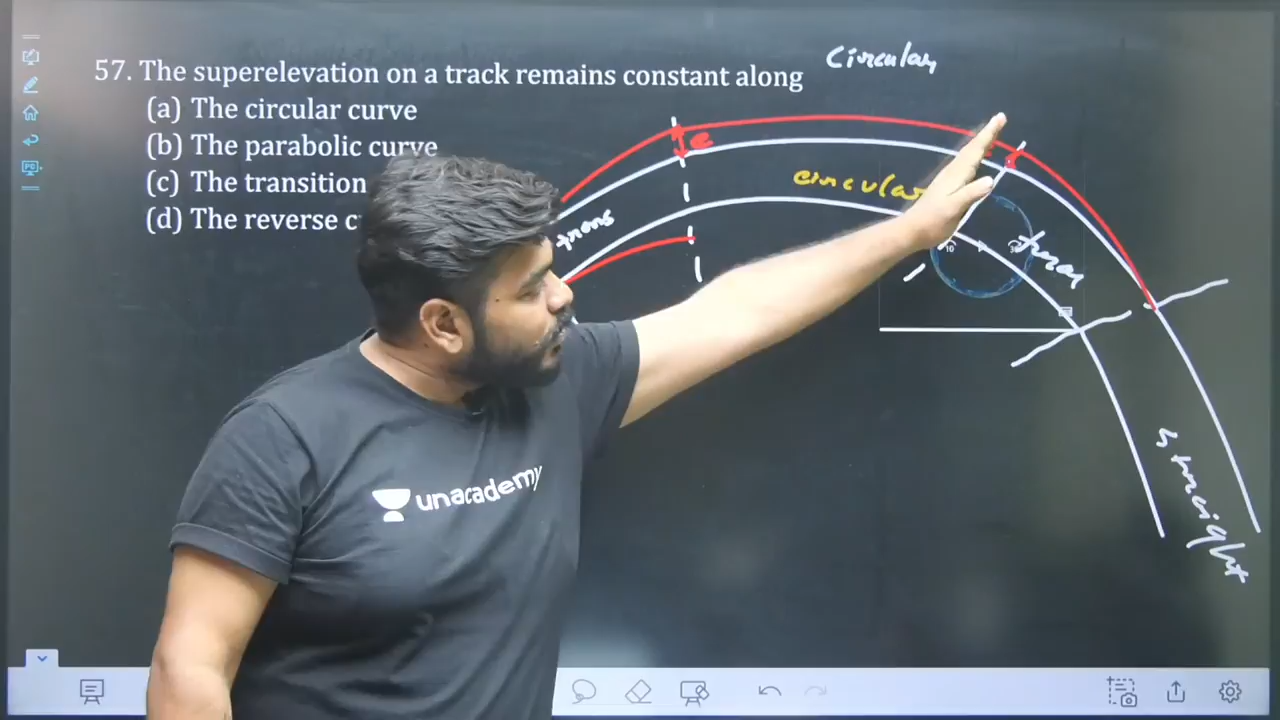 circular
57. The superelevation on a track remains constant along
(a) The circular curve
(b) The parabolic curve
(c) The transition
(d) The reverse c
e
circular
trans
tran
straight
unacademy